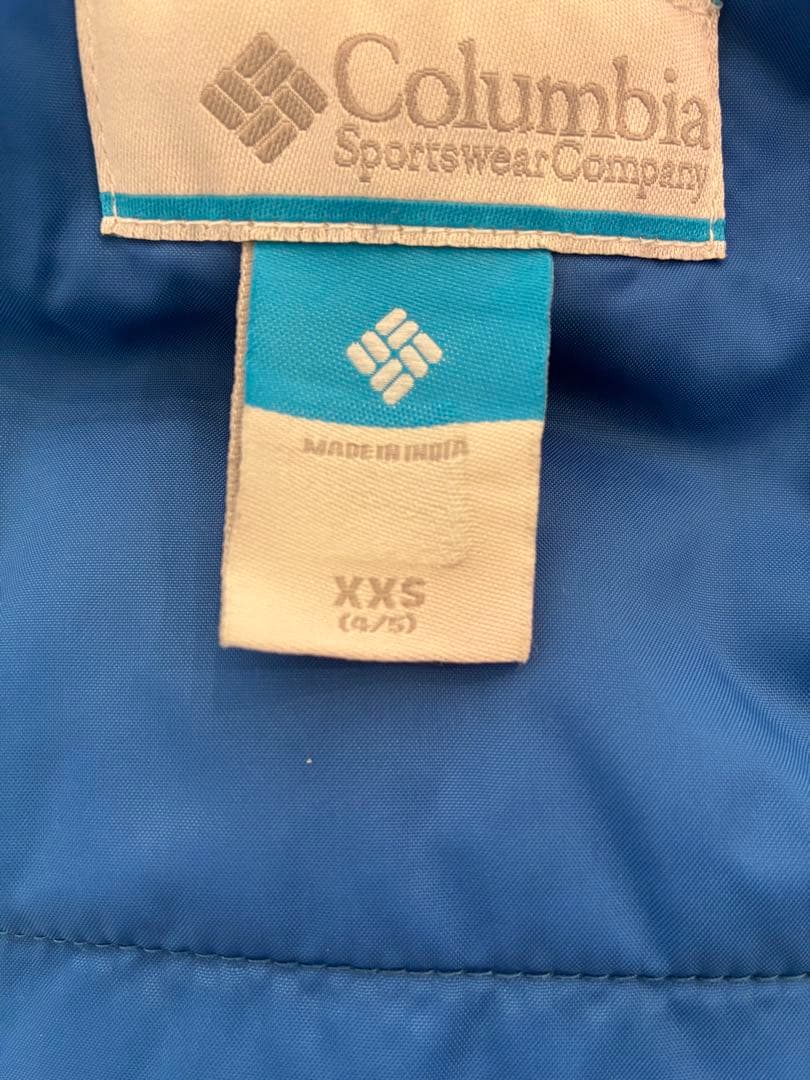 Columbia
Sportswear Company
MADE IN INDIA
XXS
(4/5)